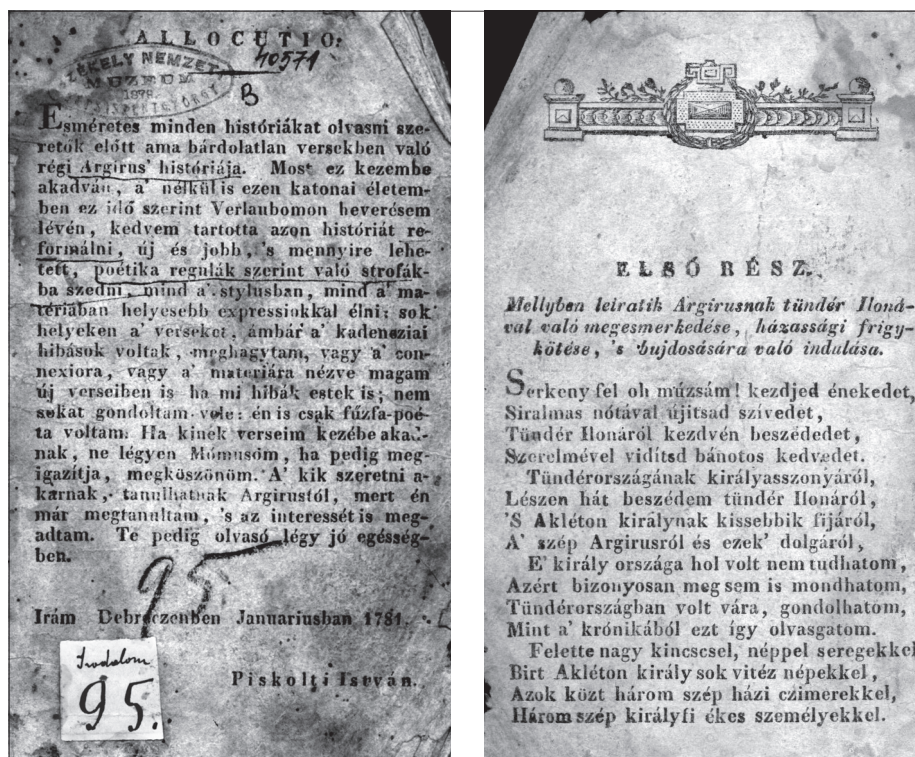 ALLOCUTIO:
SZÉKELY NEMZETI
MUZEUM
1879.
40571
B
Esméretes minden históriákat olvasni sze-
retők előtt ama bárdolatlan versekben való
régi Argirus' históriája. Most ez kezembe
akadván, a' nélkül is ezen katonai életem-
ben ez idő szerint Verlaubomon heverésem
lévén, kedvem tartotta azon históriát re-
formálni, új és jobb, 's mennyire lehe-
tett, poétika regulák szerint való strofák-
ba szedni, mind a' stylusban, mind a' ma-
tériában helyesebb expressiokkal élni: sok
helyeken a' verseket, ámbár a' kadencziai
hibások voltak, meghagytam, vagy a' con-
nexiora, vagy a' materiára nézve magam
új verseiben is ha mi hibák estek is; nem
sokat gondoltam vele: én is csak fűzfa-poé-
ta voltam. Ha kinek verseim kezébe akad-
nak, ne légyen Mómusom, ha pedig meg-
igazítja, megköszönöm. A' kik szeretni a-
karnak, tanulhatnak Argirustól, mert én
már megtanultam, 's az interessét is meg-
adtam. Te pedig olvasó légy jó egésség-
ben.
95.
Irám Debreczenben Januariusban 1781.
Piskolti István.
Irodalom
95.
ELSŐ RÉSZ.
Mellyben leiratik Argirusnak tündér Iloná-
val való megesmerkedése, házassági frigy-
kötése, 's bujdosására való indulása.
Serkeny fel oh múzsám! kezdjed énekedet,
Siralmas nótával újitsad szívedet,
Tündér Ilonáról kezdvén beszédedet,
Szerelmével vidítsd bánotos kedvedet.
Tündérországának királyasszonyáról,
Lészen hát beszédem tündér Ilonáról,
'S Akléton királynak kissebbik fijáról,
A' szép Argirusról és ezek' dolgáról,
E' király országa hol volt nem tudhatom,
Azért bizonyosan meg sem is mondhatom,
Tündérországban volt vára, gondolhatom,
Mint a' krónikából ezt így olvasgatom.
Felette nagy kincscsel, néppel seregekkel
Birt Akléton király sok vitéz népekkel,
Azok közt három szép házi czimerekkel,
Három szép királyfi ékes személyekkel.